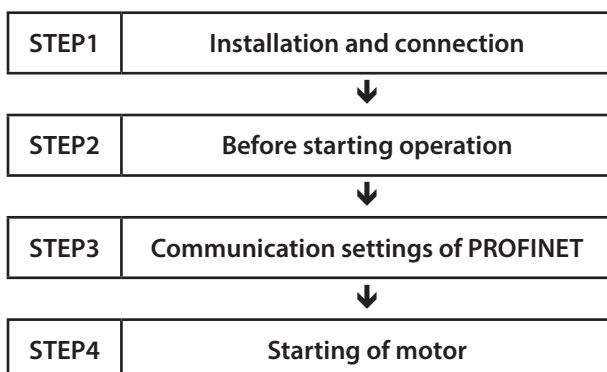 STEP1 Installation and connection
STEP2 Before starting operation
STEP3 Communication settings of PROFINET
STEP4 Starting of motor